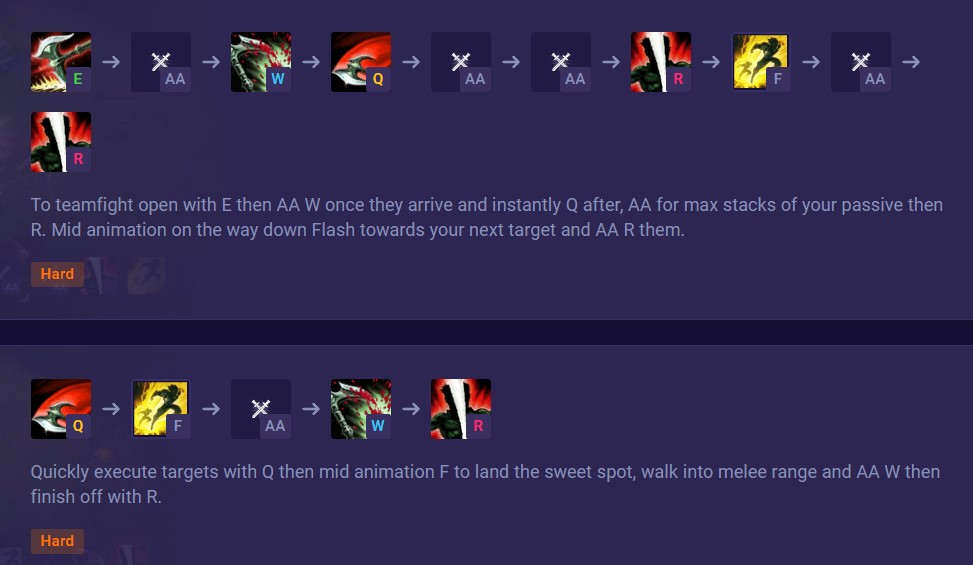 E AA W Q AA AA R F AA
R
To teamfight open with E then AA W once they arrive and instantly Q after, AA for max stacks of your passive then
R. Mid animation on the way down Flash towards your next target and AA R them.
Hard
Q F AA W R
Quickly execute targets with Q then mid animation F to land the sweet spot, walk into melee range and AA W then
finish off with R.
Hard